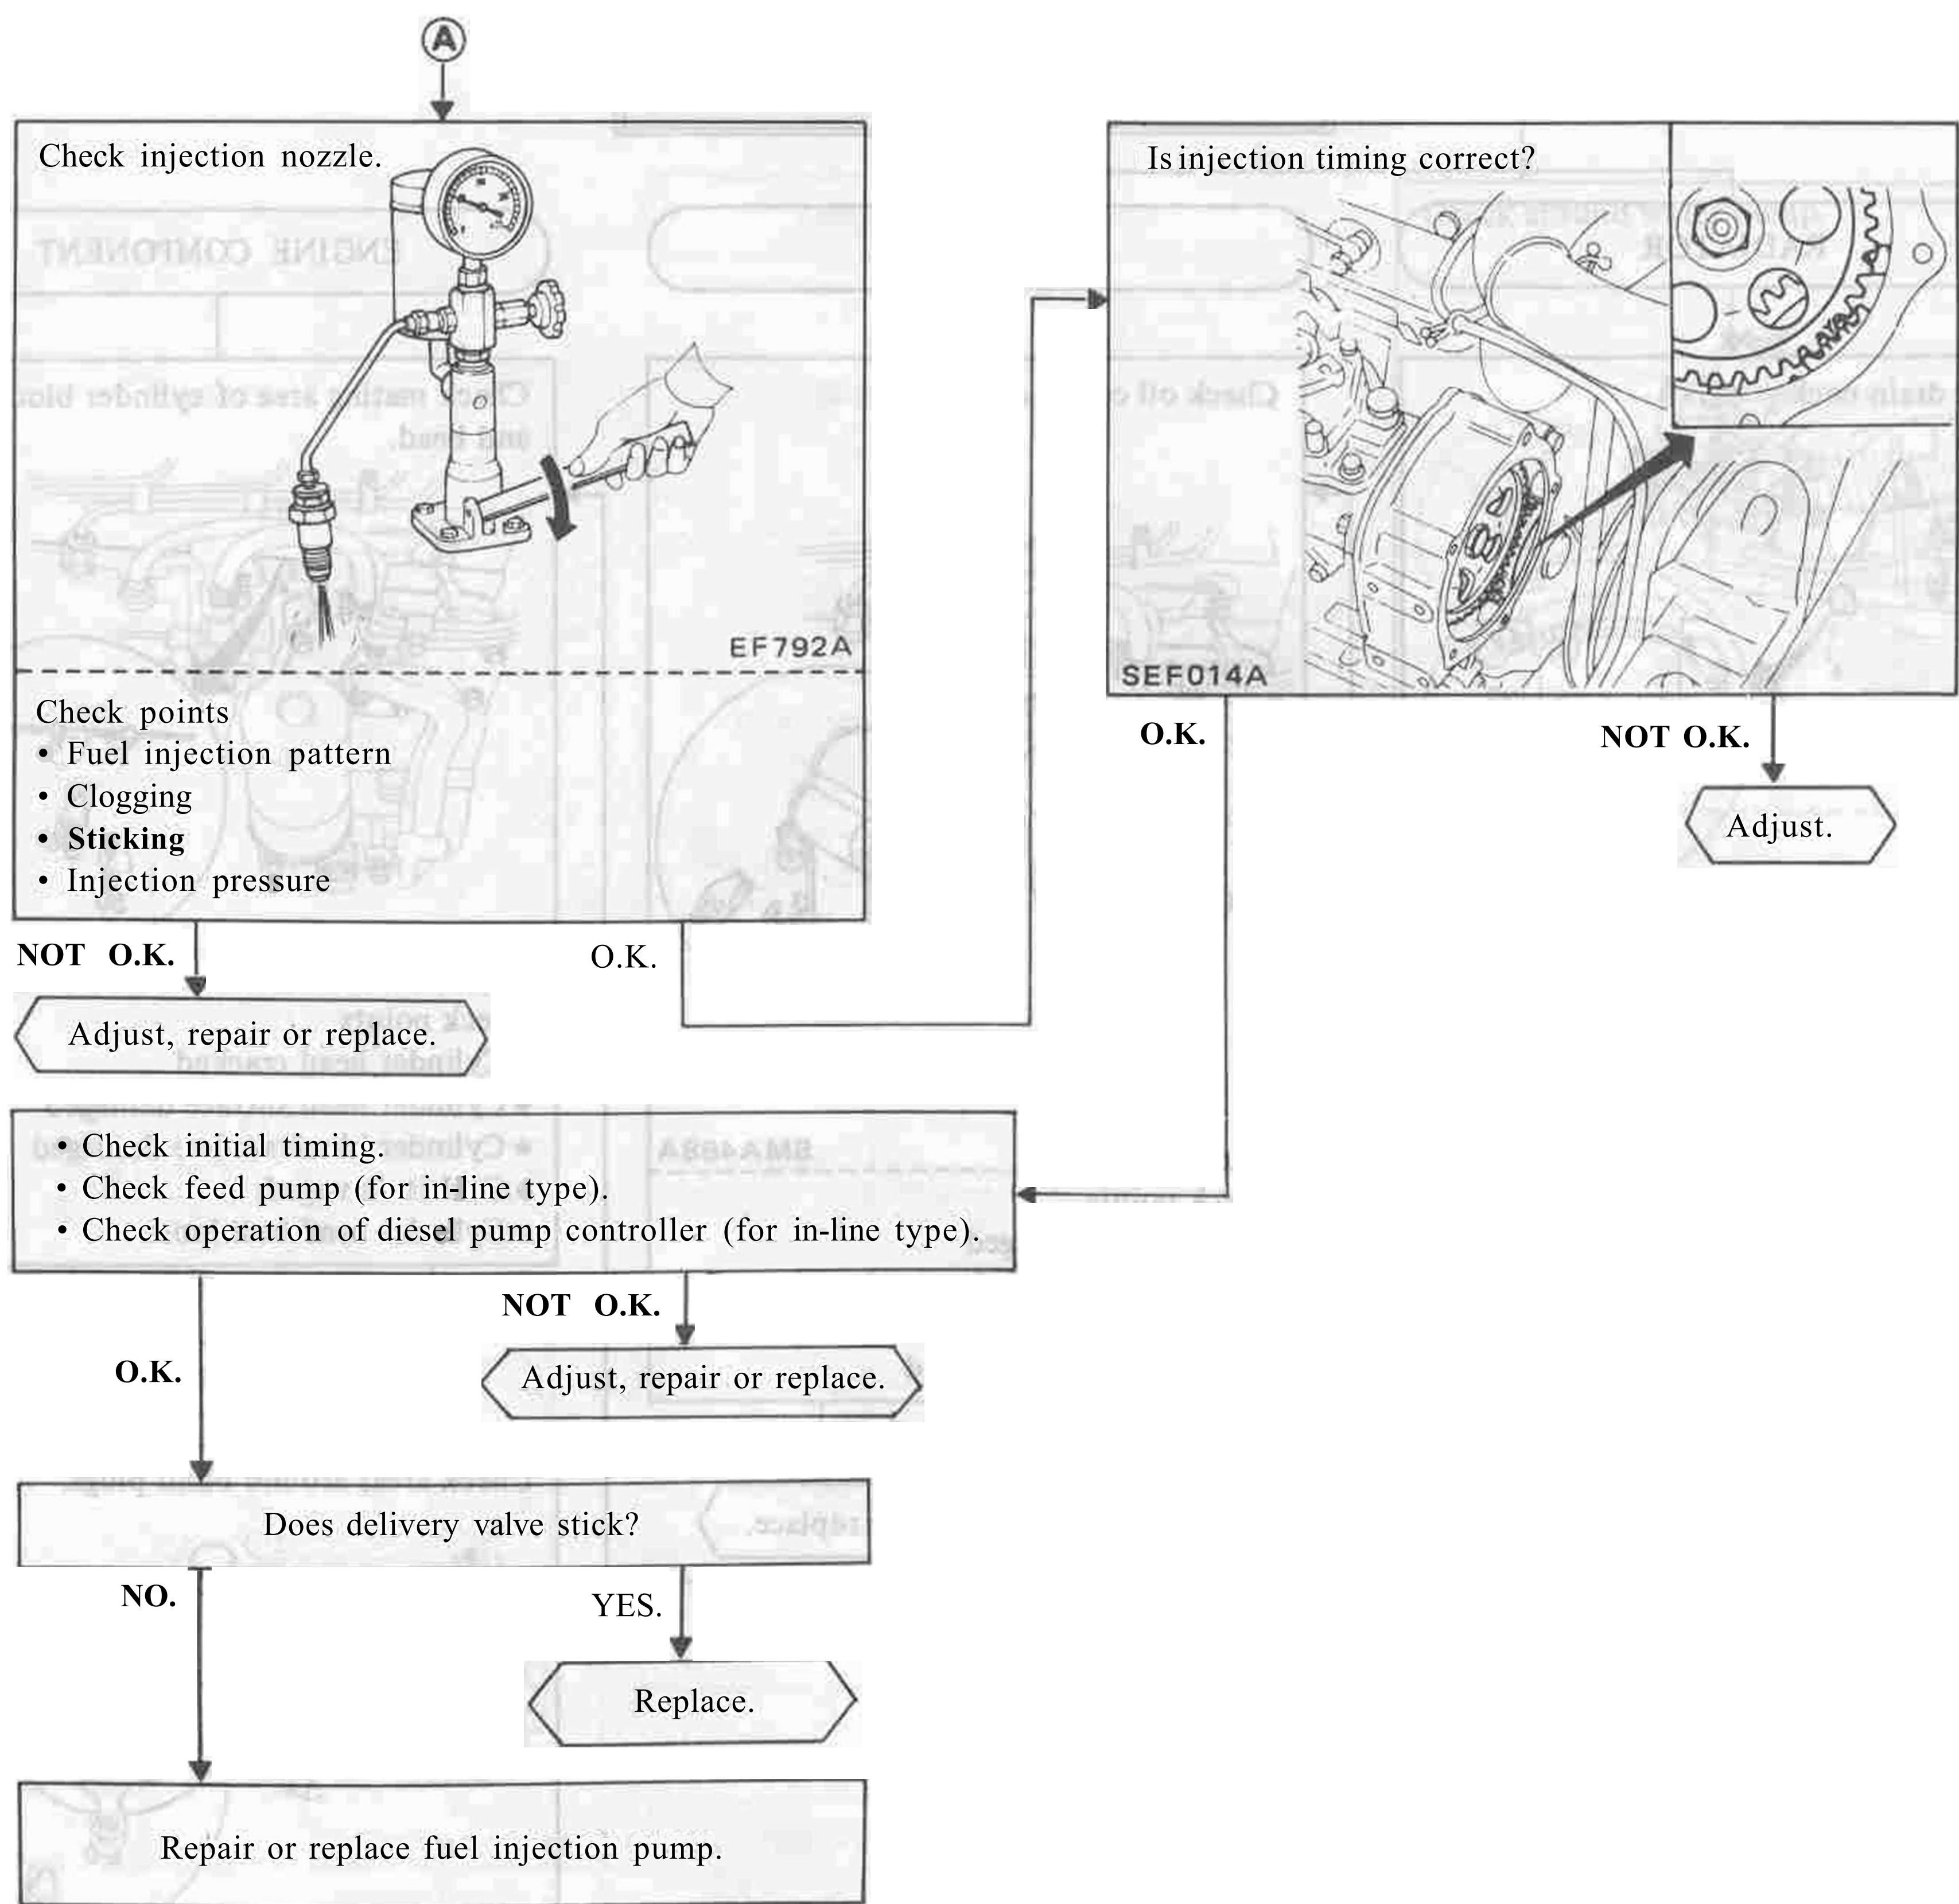 A
Check injection nozzle.
EF792A
Check points
• Fuel injection pattern
• Clogging
• Sticking
• Injection pressure
NOT O.K.
O.K.
Adjust, repair or replace.
Is injection timing correct?
SEF014A
O.K.
NOT O.K.
Adjust.
• Check initial timing.
• Check feed pump (for in-line type).
• Check operation of diesel pump controller (for in-line type).
NOT O.K.
O.K.
Adjust, repair or replace.
Does delivery valve stick?
NO.
YES.
Replace.
Repair or replace fuel injection pump.